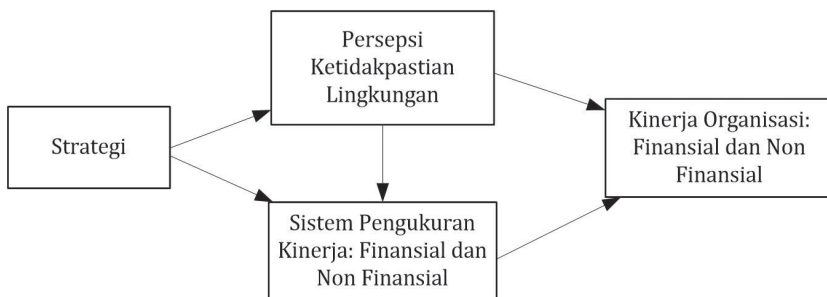 Persepsi
Ketidakpastian
Lingkungan
Strategi
Kinerja Organisasi:
Finansial dan Non
Finansial
Sistem Pengukuran
Kinerja: Finansial dan
Non Finansial